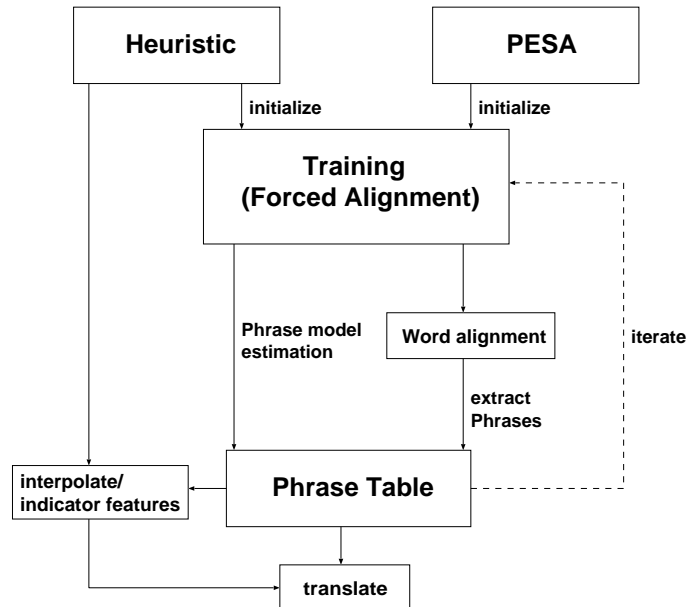 Heuristic
PESA
initialize
initialize
Training
(Forced Alignment)
Phrase model
estimation
Word alignment
iterate
extract
Phrases
interpolate/
indicator features
Phrase Table
translate